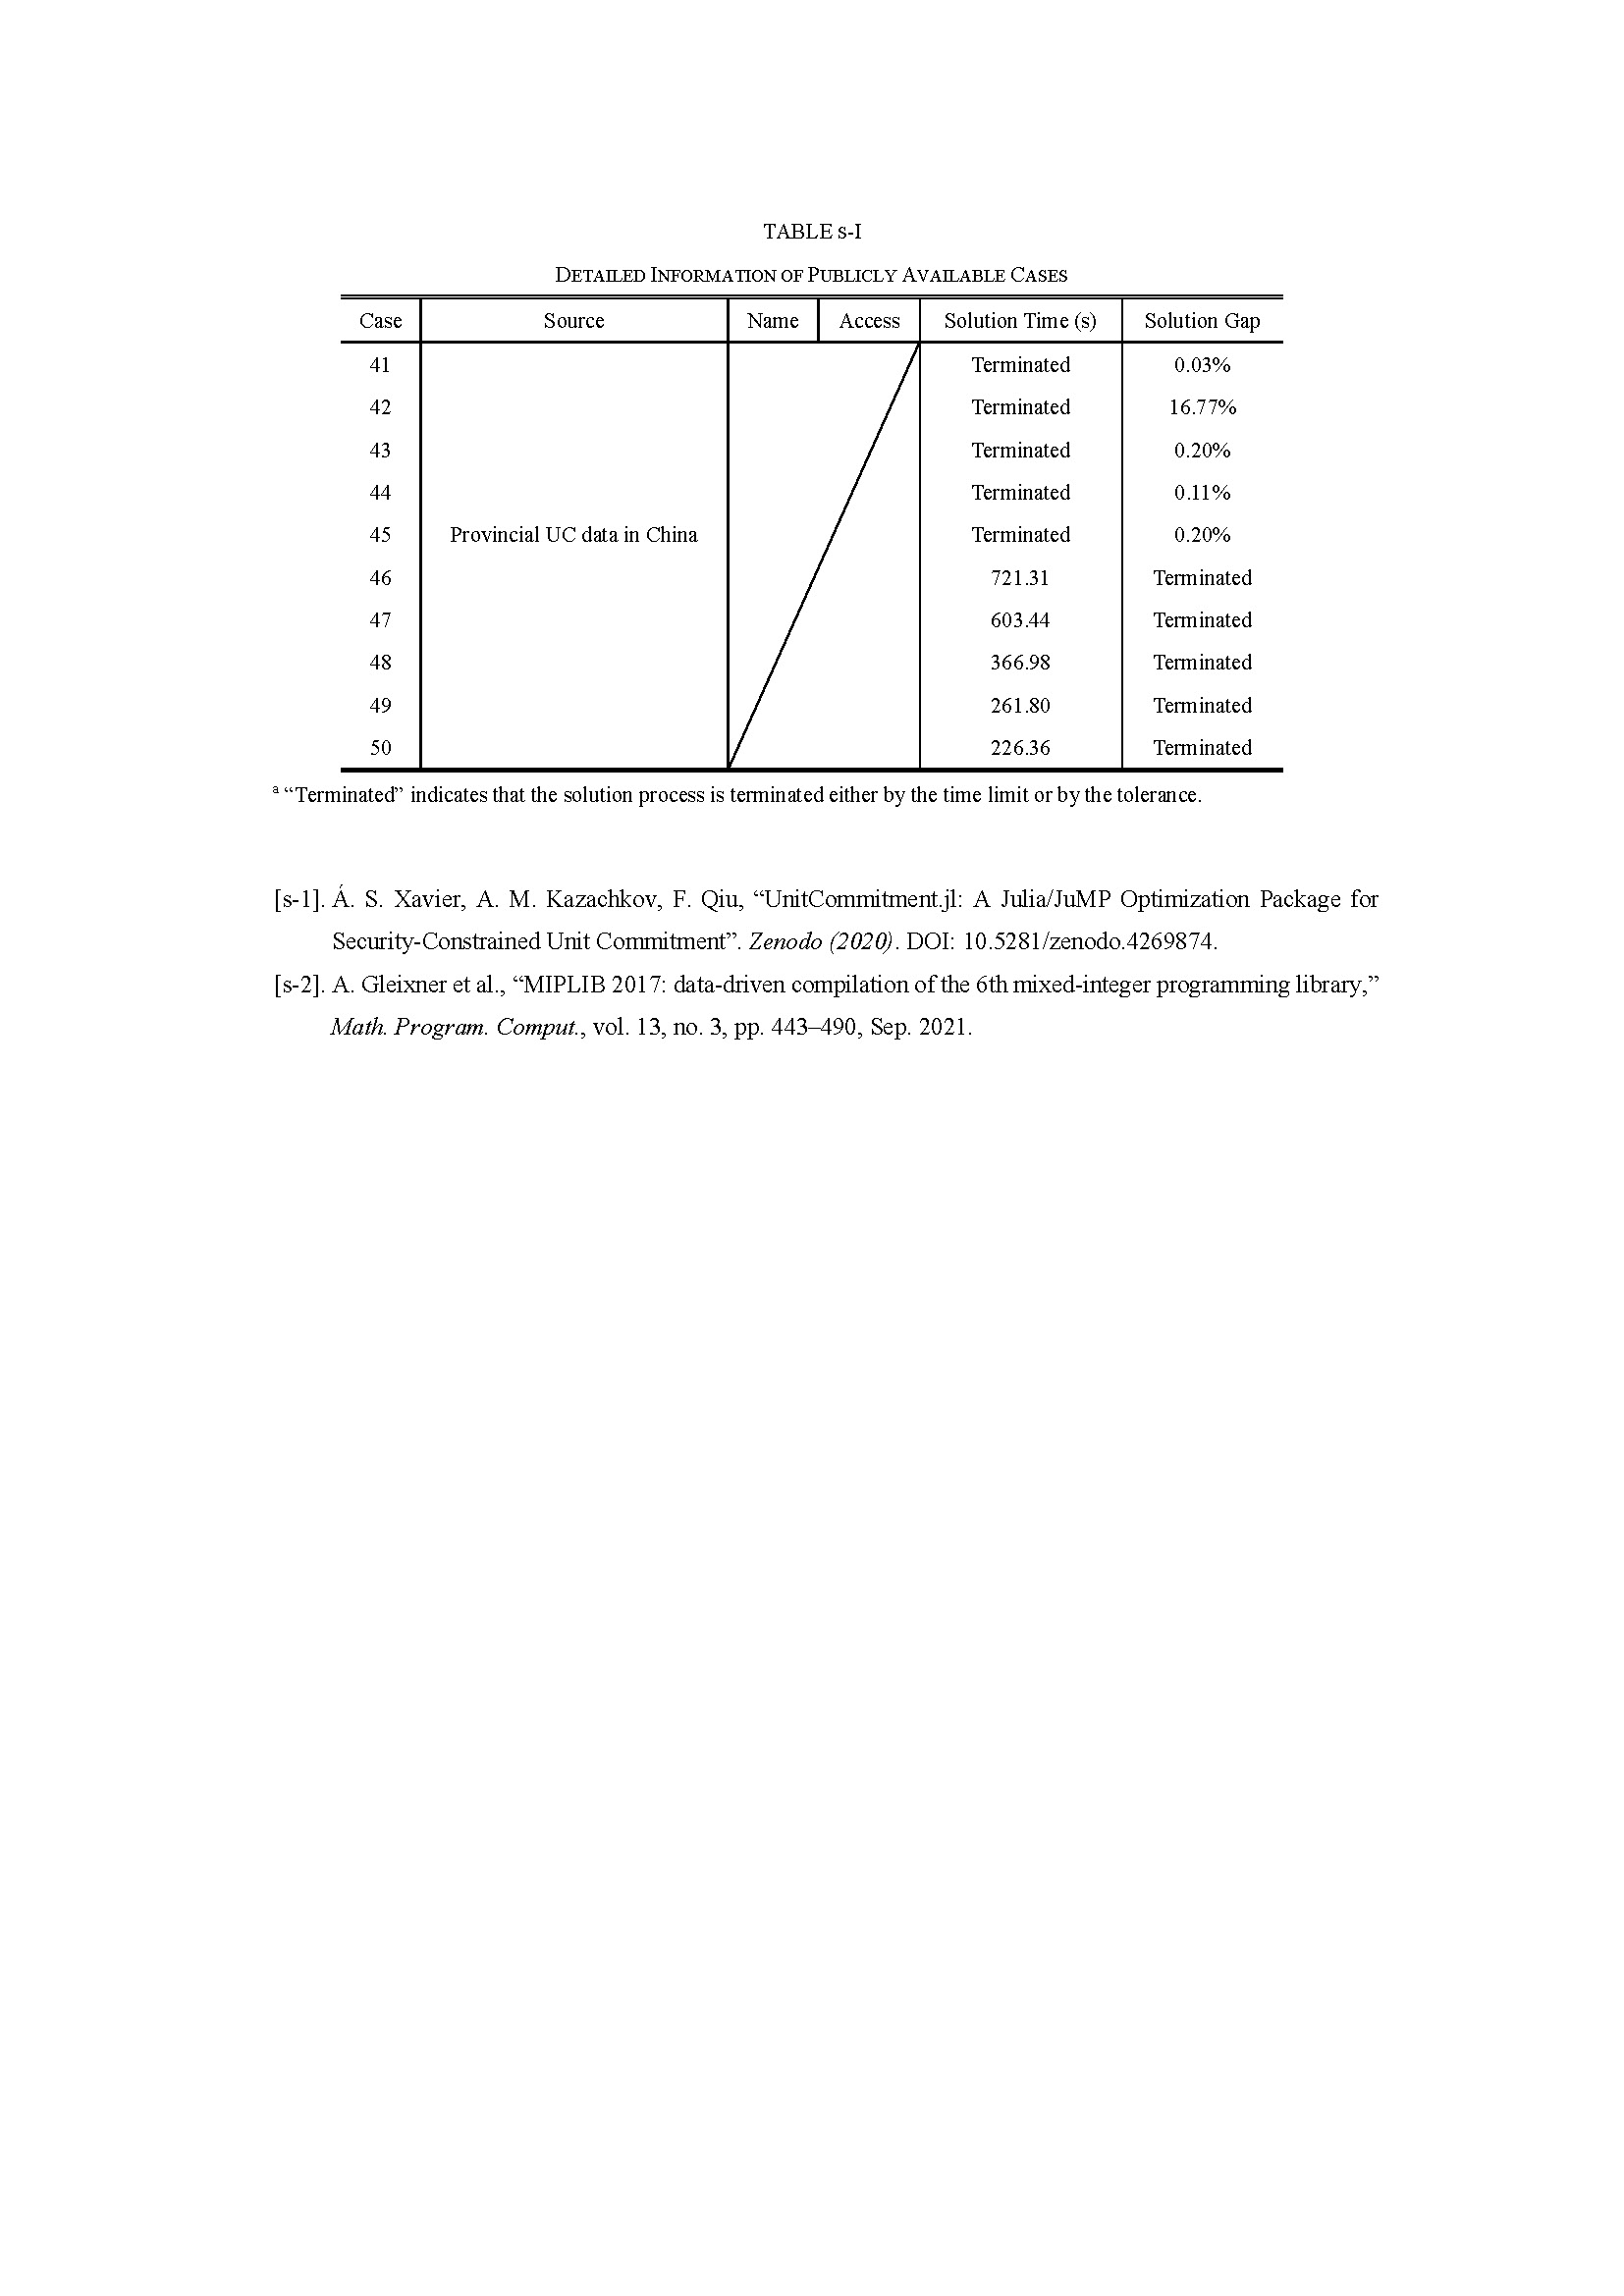 TABLE s-I
DETAILED INFORMATION OF PUBLICLY AVAILABLE CASES
Case Source Name Access Solution Time (s) Solution Gap
41 Terminated 0.03%
42 Terminated 16.77%
43 Terminated 0.20%
44 Terminated 0.11%
45 Provincial UC data in China Terminated 0.20%
46 721.31 Terminated
47 603.44 Terminated
48 366.98 Terminated
49 261.80 Terminated
50 226.36 Terminated
a “Terminated” indicates that the solution process is terminated either by the time limit or by the tolerance.
[s-1]. Á. S. Xavier, A. M. Kazachkov, F. Qiu, “UnitCommitment.jl: A Julia/JuMP Optimization Package for
Security-Constrained Unit Commitment”. Zenodo (2020). DOI: 10.5281/zenodo.4269874.
[s-2]. A. Gleixner et al., “MIPLIB 2017: data-driven compilation of the 6th mixed-integer programming library,”
Math. Program. Comput., vol. 13, no. 3, pp. 443–490, Sep. 2021.